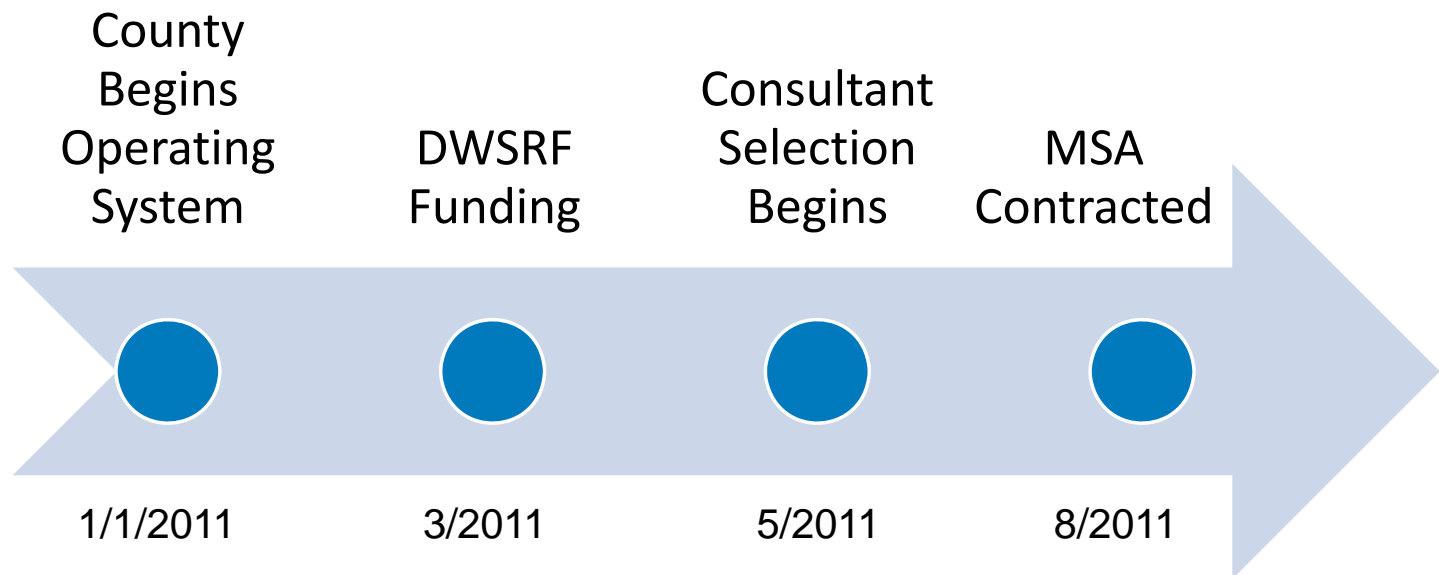 County
Begins
Operating
System
DWSRF
Funding
Consultant
Selection
Begins
MSA
Contracted
1/1/2011
3/2011
5/2011
8/2011